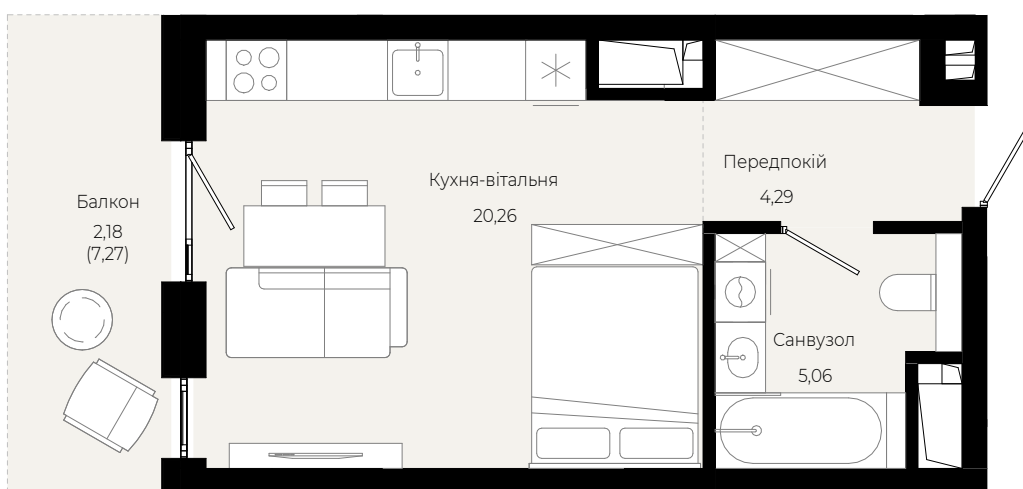 Передпокій
4,29
Кухня-вітальня
20,26
Балкон
2,18
(7,27)
Санвузол
5,06